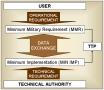 USER
OPERATIONAL
REQUIREMENT
Minimum Military Requirement (MMR)
DATA
EXCHANGE
TTP
Minimum Implementation (MIN IMP)
TECHNICAL
REQUIREMENT
TECHNICAL AUTHORITY